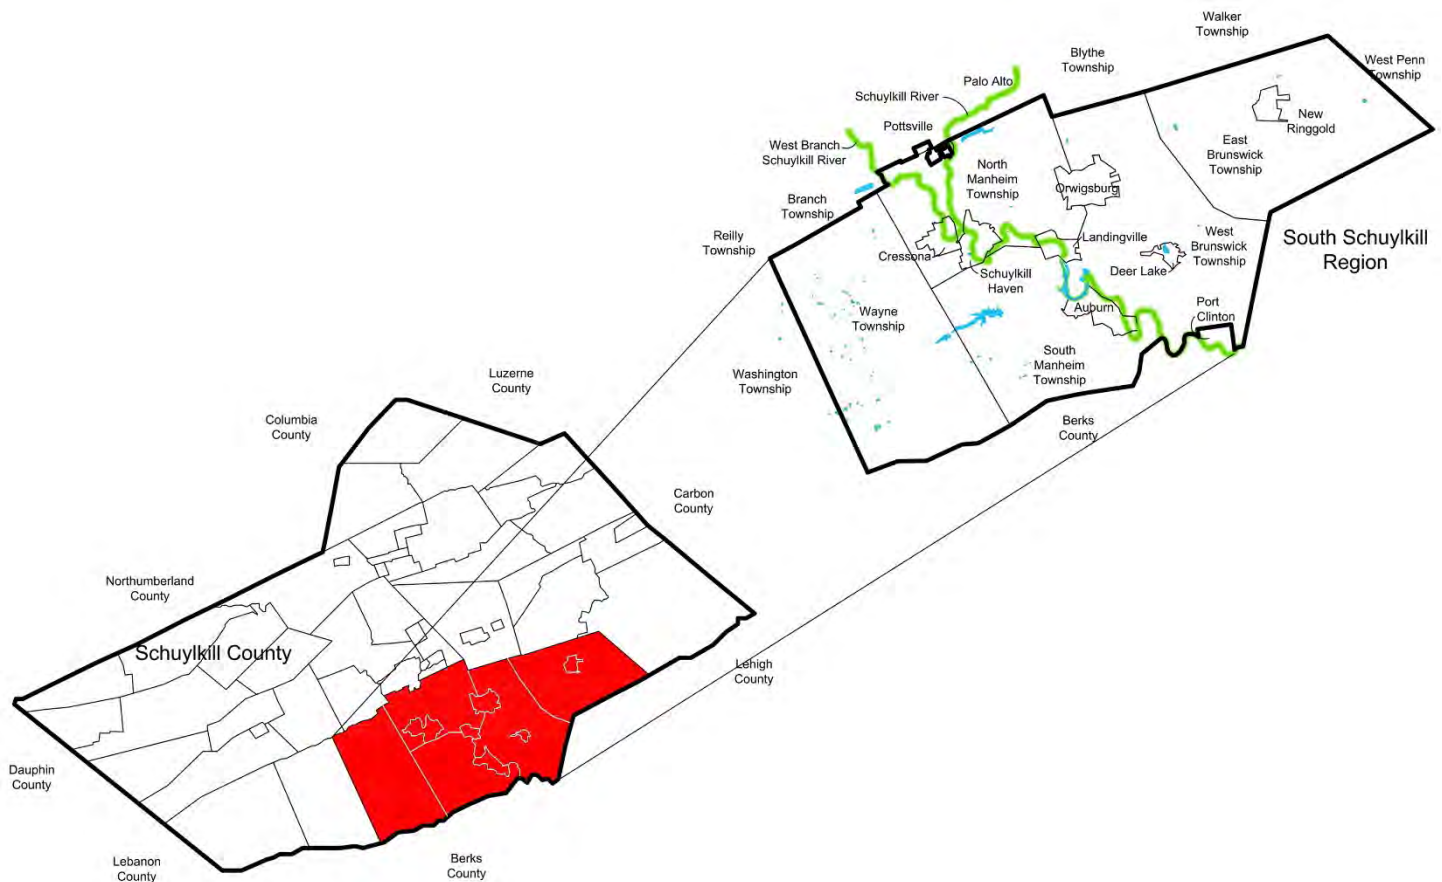 Walker
Township
Blythe
Township
West Penn
Township
Palo Alto
Schuylkill River
Pottsville
New
Ringgold
West Branch
Schuylkill River
East
Brunswick
Township
North
Manheim
Township
Orwigsburg
Branch
Township
Reilly
Township
Landingville
West
Brunswick
Township
South Schuylkill
Region
Cressona
Schuylkill
Haven
Deer Lake
Auburn
Port
Clinton
Wayne
Township
South
Manheim
Township
Washington
Township
Berks
County
Luzerne
County
Columbia
County
Carbon
County
Northumberland
County
Schuylkill County
Lehigh
County
Dauphin
County
Lebanon
County
Berks
County